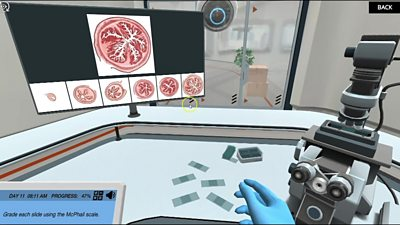 BACK
DAY 11 08:11 AM PROGRESS: 47%
Grade each slide using the McPhail scale.